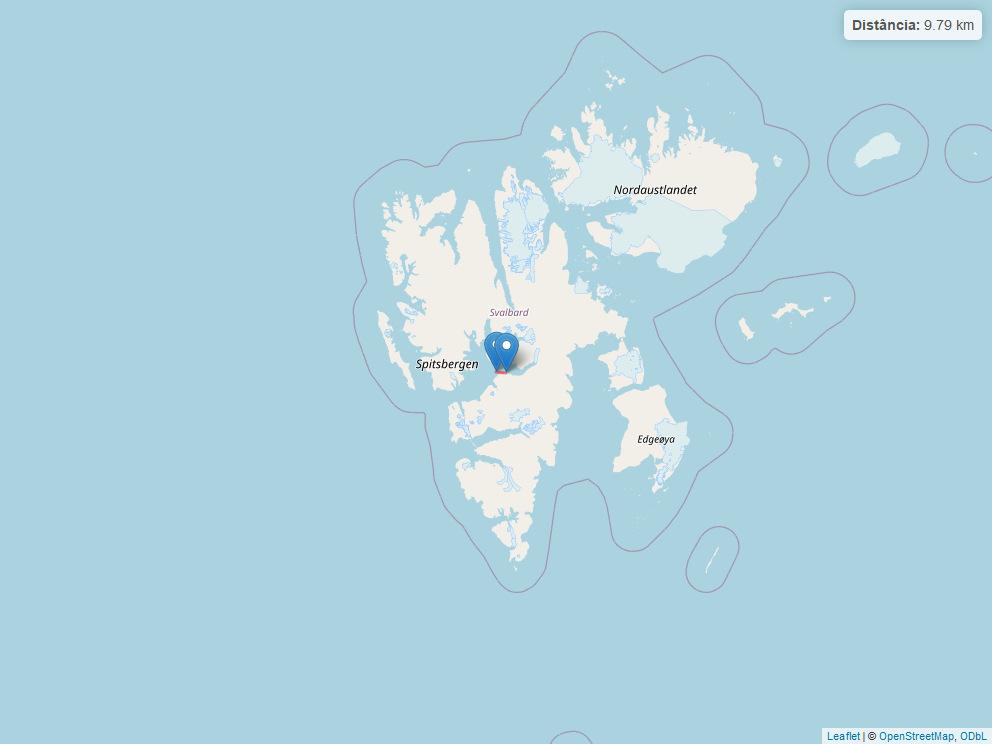 Distância: 9.79 km
Nordaustlandet
Svalbard
Spitsbergen
Edgeøya
Leaflet | © OpenStreetMap, ODbL